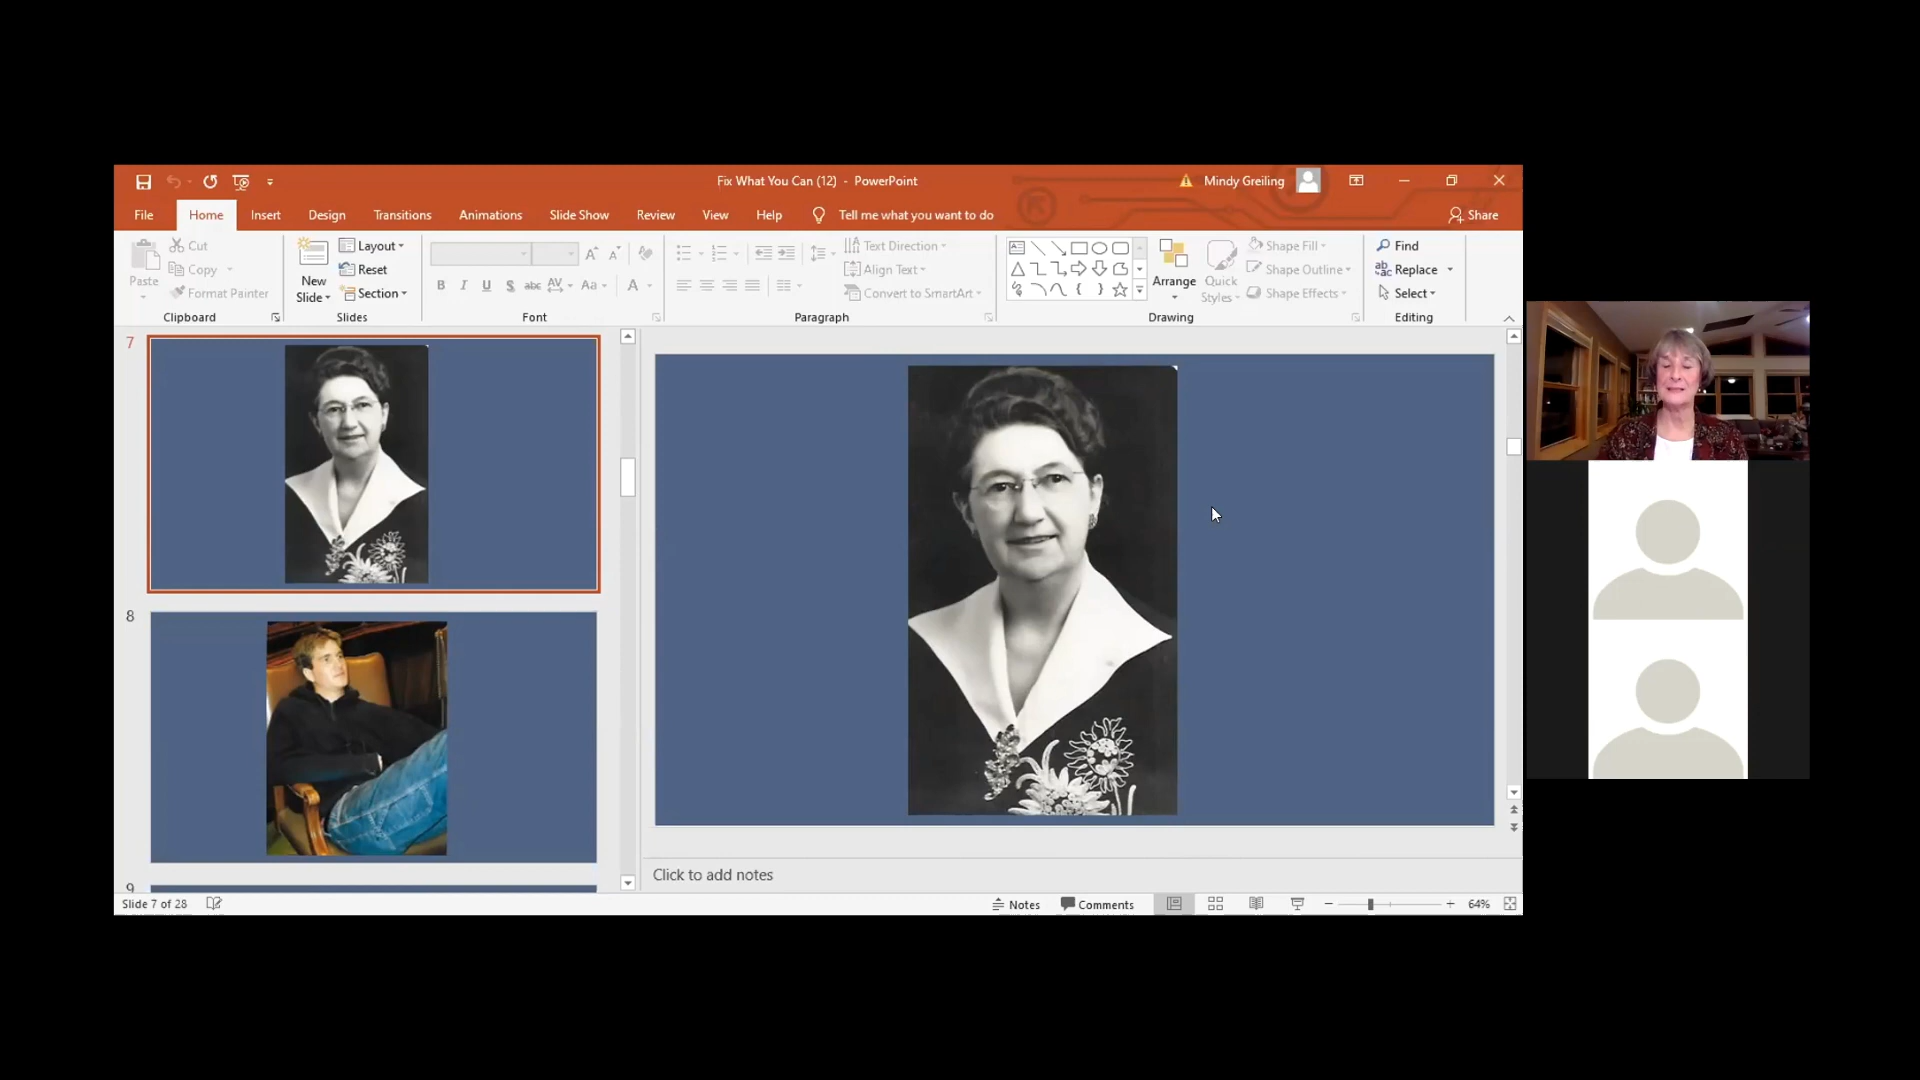 Fix What You Can (12) - PowerPoint
Mindy Greiling
File Home Insert Design Transitions Animations Slide Show Review View Help Tell me what you want to do Share
Paste
Cut
Copy
Format Painter
Clipboard
New
Slide
Layout
Reset
Section
Slides
B I U S abc AV Aa A
Font
Text Direction
Align Text
Convert to SmartArt
Paragraph
Arrange
Quick
Styles
Shape Fill
Shape Outline
Shape Effects
Drawing
Find
Replace
Select
Editing
7
8
9
Click to add notes
Slide 7 of 28
Notes Comments 64%